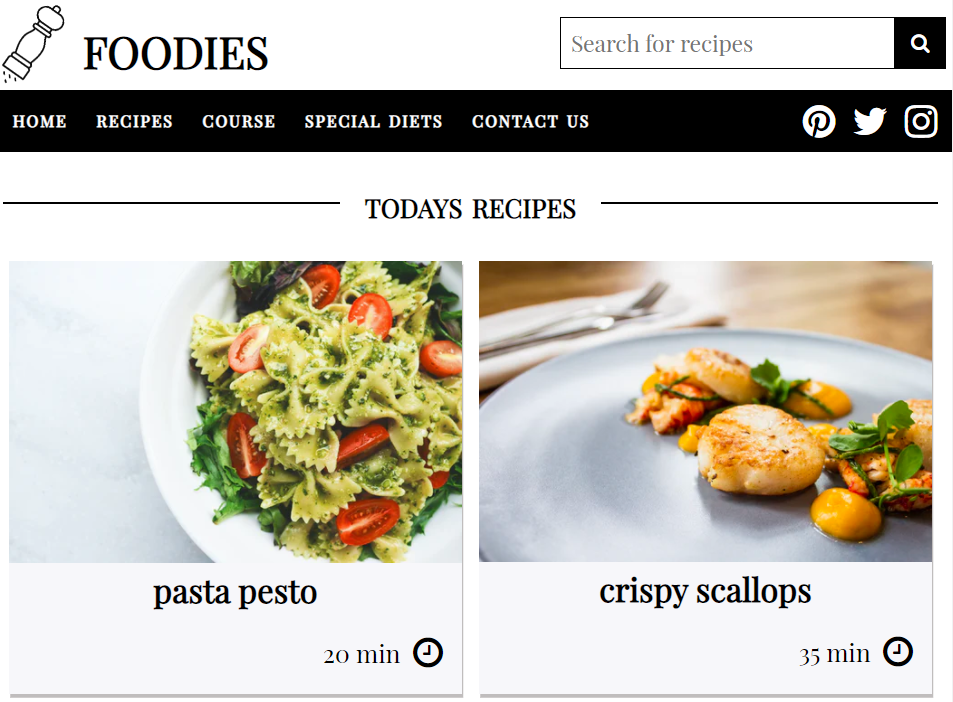 FOODIES
Search for recipes
HOME RECIPES COURSE SPECIAL DIETS CONTACT US
TODAYS RECIPES
pasta pesto
20 min
crispy scallops
35 min